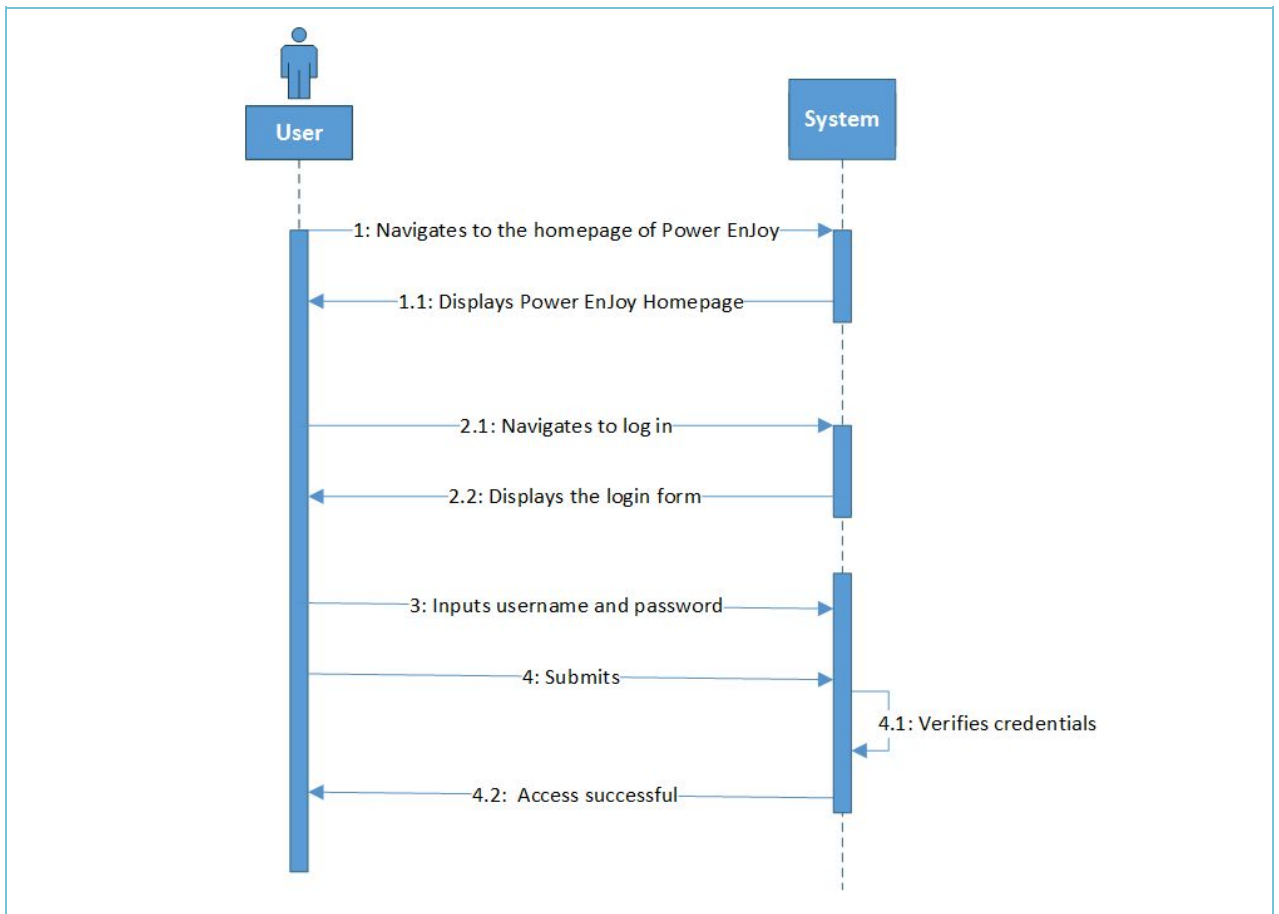 User
System
1: Navigates to the homepage of Power EnJoy
1.1: Displays Power EnJoy Homepage
2.1: Navigates to log in
2.2: Displays the login form
3: Inputs username and password
4: Submits
4.1: Verifies credentials
4.2: Access successful